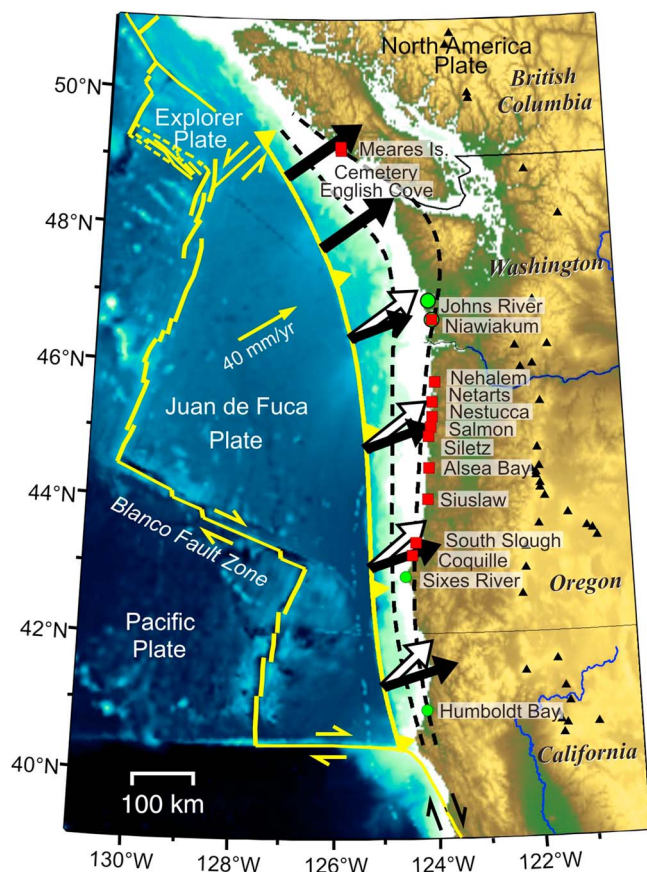 50°N
48°N
46°N
44°N
42°N
40°N
North America
Plate
British
Columbia
Explorer
Plate
Meares Is.
Cemetery
English Cove
Washington
Johns River
Niawiakum
40 mm/yr
Nehalem
Netarts
Nestucca
Salmon
Siletz
Alsea Bay
Siuslaw
Juan de Fuca
Plate
Blanco Fault Zone
South Slough
Coquille
Sixes River
Oregon
Pacific
Plate
Humboldt Bay
California
100 km
130°W
128°W
126°W
124°W
122°W